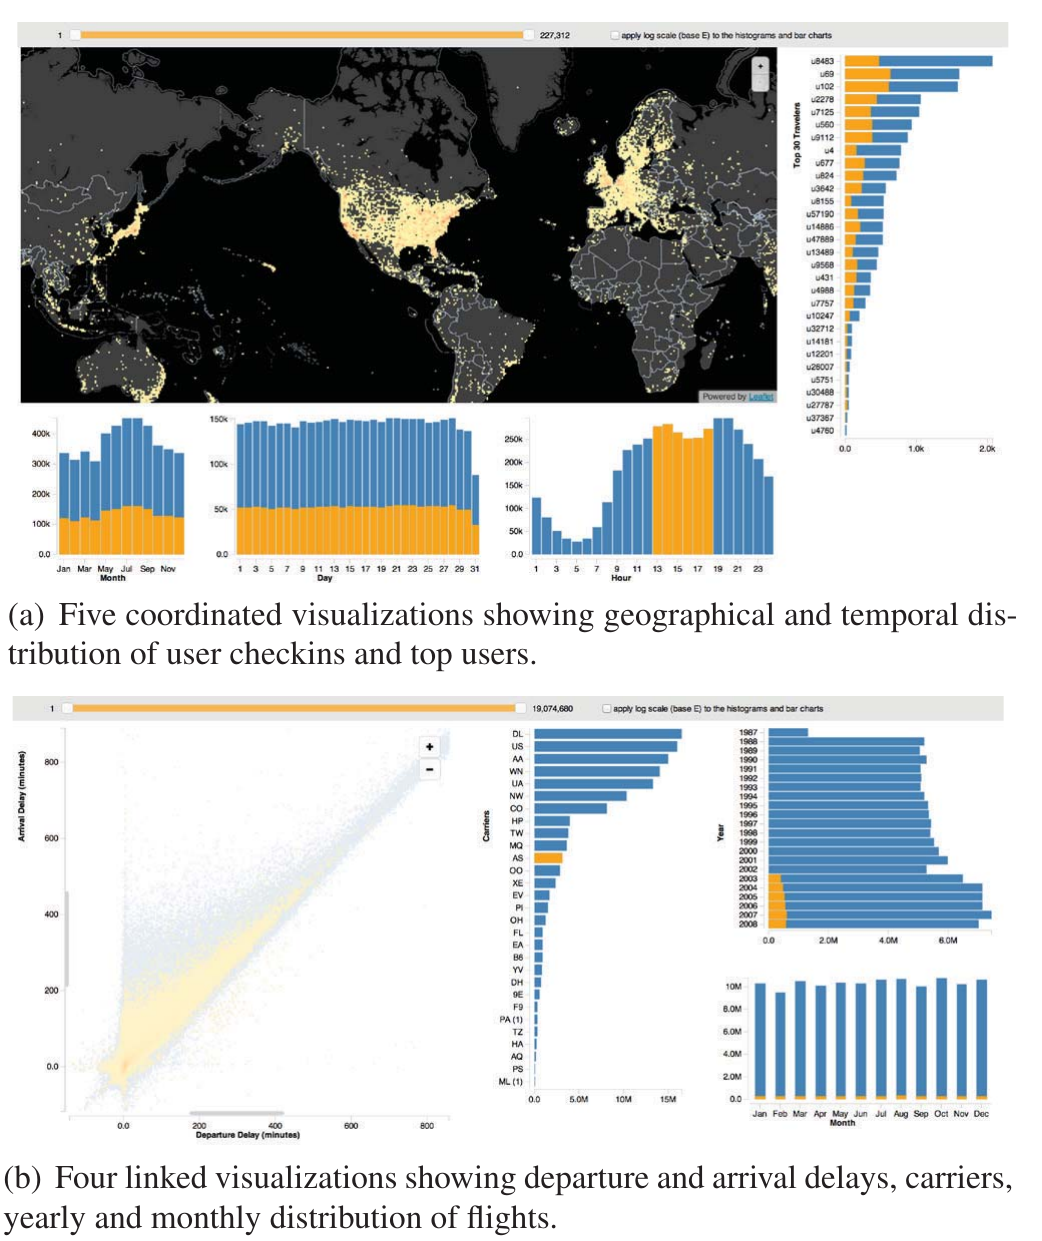 1 227,312 apply log scale (base E) to the histograms and bar charts
+
Powered by Leaflet
Top 30 Travelers
u8483
u69
u102
u2278
u7125
u560
u9112
u4
u677
u824
u3642
u8155
u57190
u14886
u47889
u13489
u9568
u431
u4988
u7757
u10247
u32712
u14181
u12201
u28007
u5751
u30488
u27787
u37367
u4760
0.0 1.0k 2.0k
400k
300k
200k
100k
0.0
Jan Mar May Jul Sep Nov
Month
150k
100k
50k
0.0
1 3 5 7 9 11 13 15 17 19 21 23 25 27 29 31
Day
250k
200k
150k
100k
50k
0.0
1 3 5 7 9 11 13 15 17 19 21 23
Hour
(a) Five coordinated visualizations showing geographical and temporal dis-
tribution of user checkins and top users.
1 19,074,680 apply log scale (base E) to the histograms and bar charts
Arrival Delay (minutes)
800
600
400
200
0.0
+
−
0.0 200 400 600 800
Departure Delay (minutes)
Carriers
DL
US
AA
WN
UA
NW
CO
HP
TW
MQ
AS
OO
XE
EV
PI
OH
FL
EA
B6
YV
DH
9E
F9
PA (1)
TZ
HA
AQ
PS
ML (1)
0.0 5.0M 10M 15M
Year
1987
1988
1989
1990
1991
1992
1993
1994
1995
1996
1997
1998
1999
2000
2001
2002
2003
2004
2005
2006
2007
2008
0.0 2.0M 4.0M 6.0M
10M
8.0M
6.0M
4.0M
2.0M
0.0
Jan Feb Mar Apr May Jun Jul Aug Sep Oct Nov Dec
Month
(b) Four linked visualizations showing departure and arrival delays, carriers,
yearly and monthly distribution of flights.